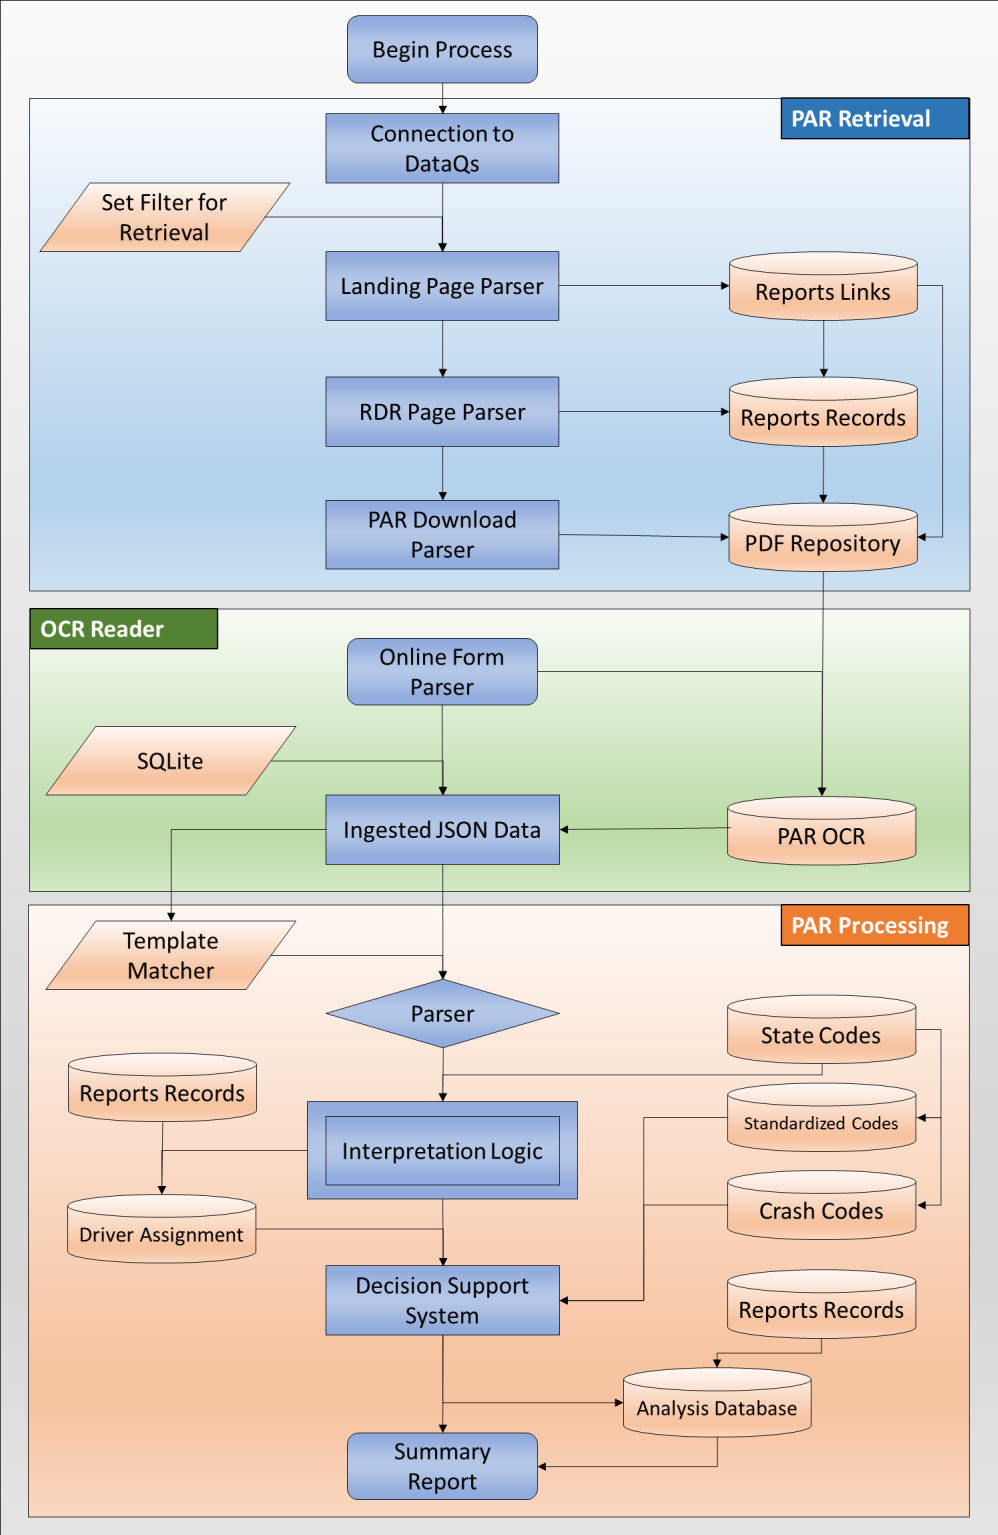 Begin Process
PAR Retrieval
Connection to
DataQs
Set Filter for
Retrieval
Landing Page Parser
Reports Links
RDR Page Parser
Reports Records
PAR Download
Parser
PDF Repository
OCR Reader
Online Form
Parser
SQLite
Ingested JSON Data
PAR OCR
PAR Processing
Template
Matcher
Parser
State Codes
Reports Records
Standardized Codes
Interpretation Logic
Crash Codes
Driver Assignment
Decision Support
System
Reports Records
Analysis Database
Summary
Report